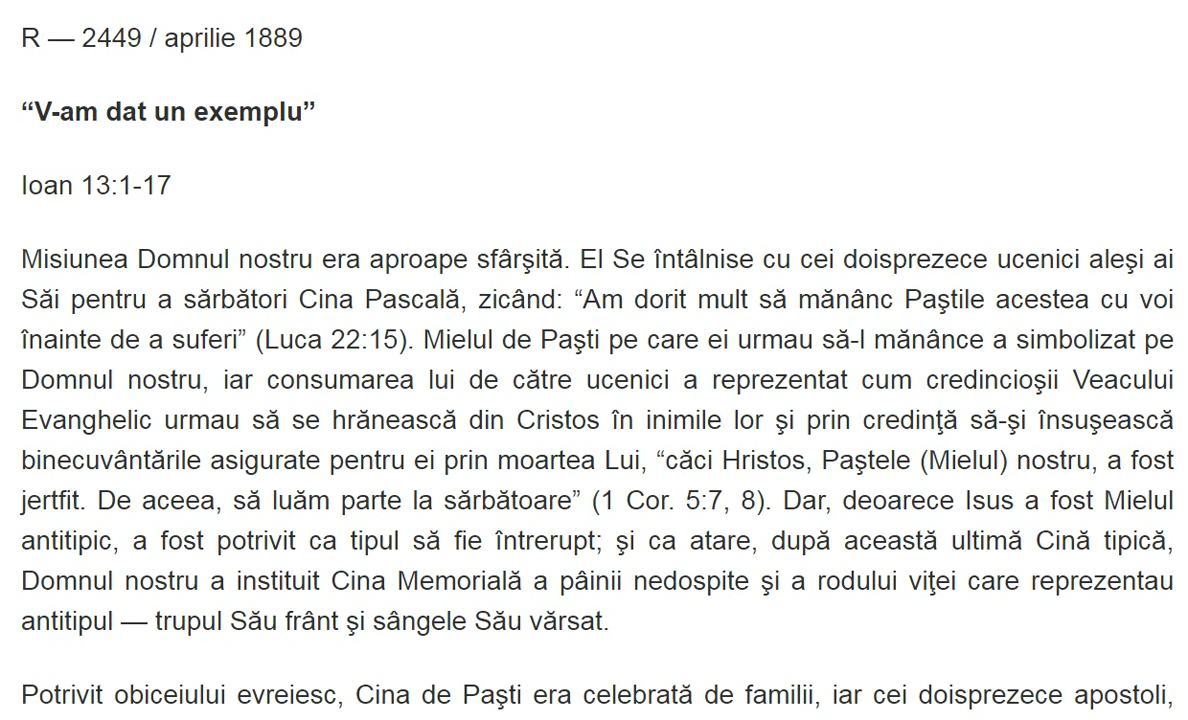 R — 2449 / aprilie 1889
“V-am dat un exemplu”
Ioan 13:1-17
Misiunea Domnul nostru era aproape sfârşită. El Se întâlnise cu cei doisprezece ucenici aleşi ai
Săi pentru a sărbători Cina Pascală, zicând: “Am dorit mult să mănânc Paştile acestea cu voi
înainte de a suferi” (Luca 22:15). Mielul de Paşti pe care ei urmau să-l mănânce a simbolizat pe
Domnul nostru, iar consumarea lui de către ucenici a reprezentat cum credincioşii Veacului
Evanghelic urmau să se hrănească din Cristos în inimile lor şi prin credinţă să-şi însuşească
binecuvântările asigurate pentru ei prin moartea Lui, “căci Hristos, Paştele (Mielul) nostru, a fost
jertfit. De aceea, să luăm parte la sărbătoare” (1 Cor. 5:7, 8). Dar, deoarece Isus a fost Mielul
antitipic, a fost potrivit ca tipul să fie întrerupt; şi ca atare, după această ultimă Cină tipică,
Domnul nostru a instituit Cina Memorială a pâinii nedospite şi a rodului viţei care reprezentau
antitipul — trupul Său frânt şi sângele Său vărsat.
Potrivit obiceiului evreiesc, Cina de Paşti era celebrată de familii, iar cei doisprezece apostoli,